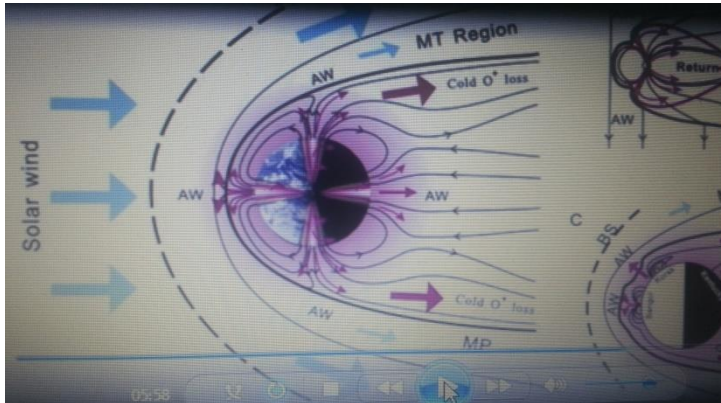 MT Region
AW
Cold O⁺ loss
Return
AW
Solar wind
AW
AW
C
BS
AW
AW
AW
Cold O⁺ loss
MP
05:58